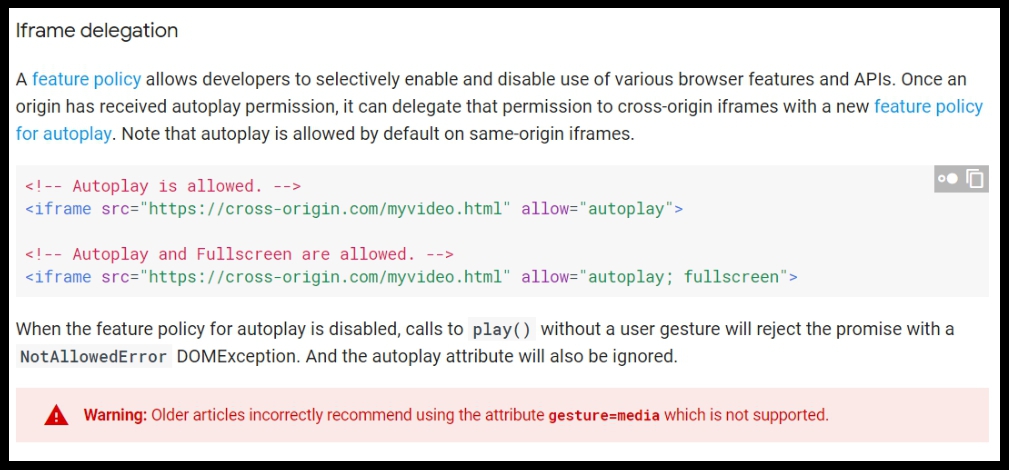 Iframe delegation
A feature policy allows developers to selectively enable and disable use of various browser features and APIs. Once an
origin has received autoplay permission, it can delegate that permission to cross-origin iframes with a new feature policy
for autoplay. Note that autoplay is allowed by default on same-origin iframes.
<!-- Autoplay is allowed. -->
<iframe src="https://cross-origin.com/myvideo.html" allow="autoplay">
<!-- Autoplay and Fullscreen are allowed. -->
<iframe src="https://cross-origin.com/myvideo.html" allow="autoplay; fullscreen">
When the feature policy for autoplay is disabled, calls to play() without a user gesture will reject the promise with a
NotAllowedError DOMException. And the autoplay attribute will also be ignored.
Warning: Older articles incorrectly recommend using the attribute gesture=media which is not supported.